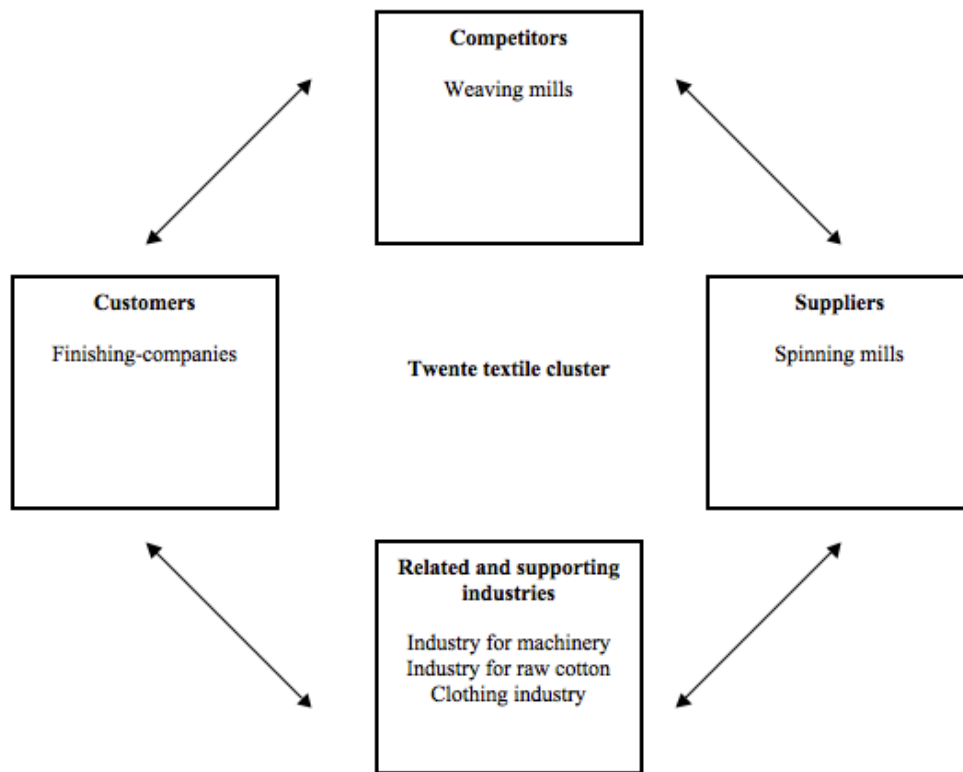 Competitors
Weaving mills
Customers
Finishing-companies
Twente textile cluster
Suppliers
Spinning mills
Related and supporting
industries
Industry for machinery
Industry for raw cotton
Clothing industry